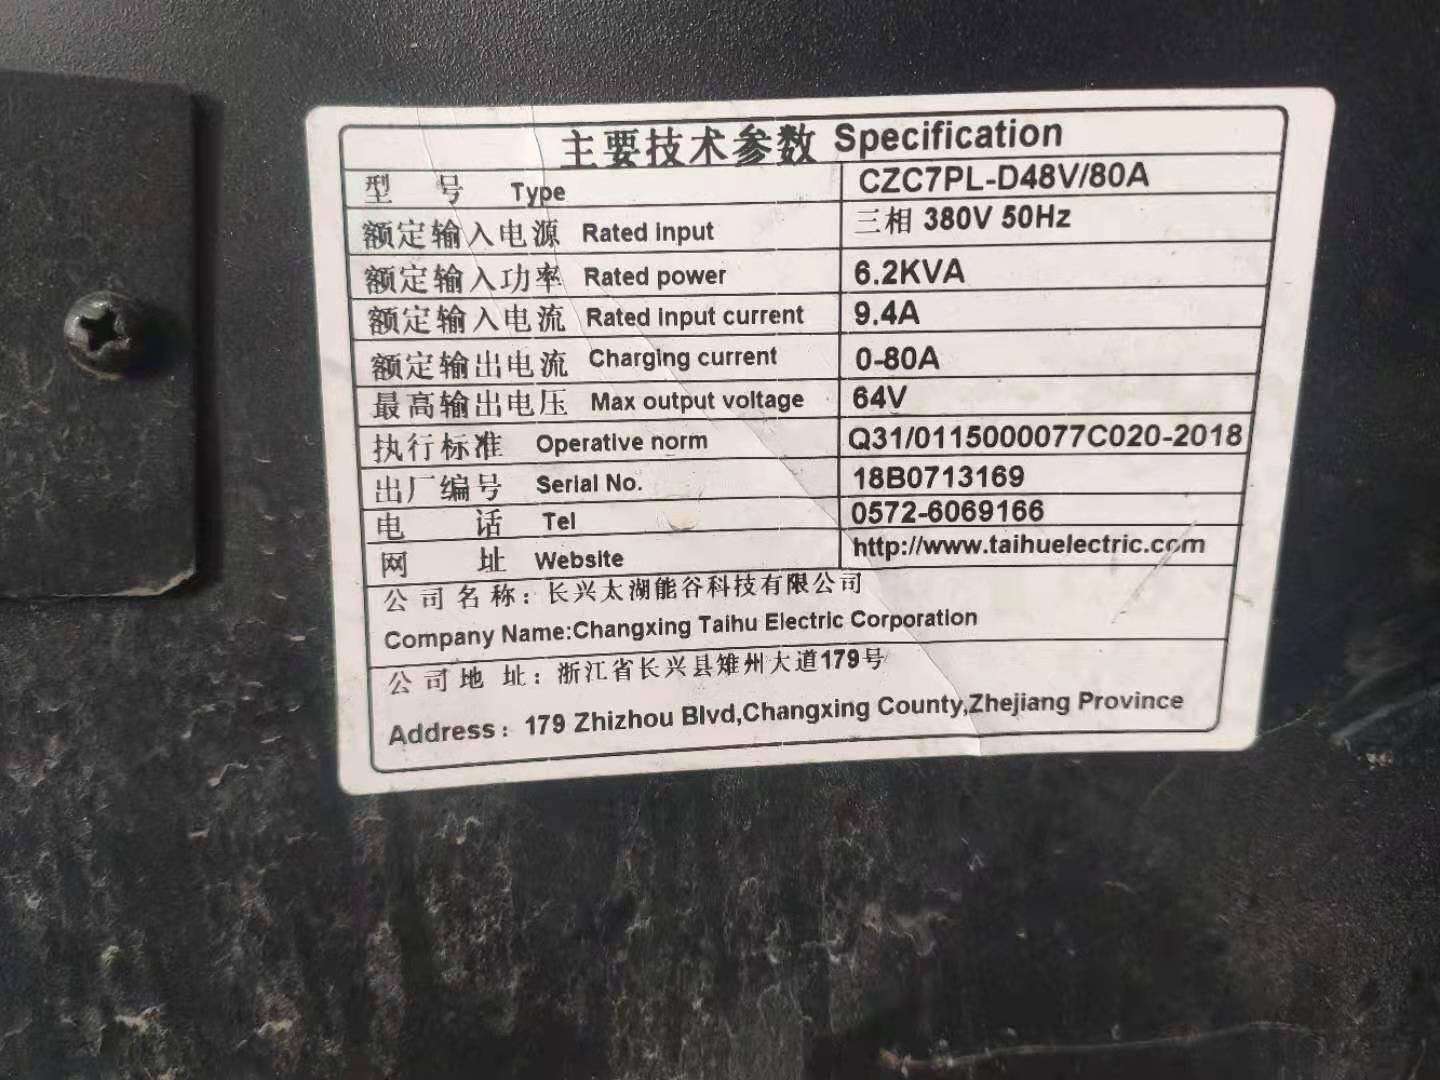 主要技术参数 Specification
型 号 Type CZC7PL-D48V/80A
额定输入电源 Rated input 三相 380V 50Hz
额定输入功率 Rated power 6.2KVA
额定输入电流 Rated input current 9.4A
额定输出电流 Charging current 0-80A
最高输出电压 Max output voltage 64V
执行标准 Operative norm Q31/0115000077C020-2018
出厂编号 Serial No. 18B0713169
电 话 Tel 0572-6069166
网 址 Website http://www.taihuelectric.com
公 司 名 称：长兴太湖能谷科技有限公司
Company Name:Changxing Taihu Electric Corporation
公 司 地 址：浙江省长兴县雉州大道179号
Address：179 Zhizhou Blvd,Changxing County,Zhejiang Province